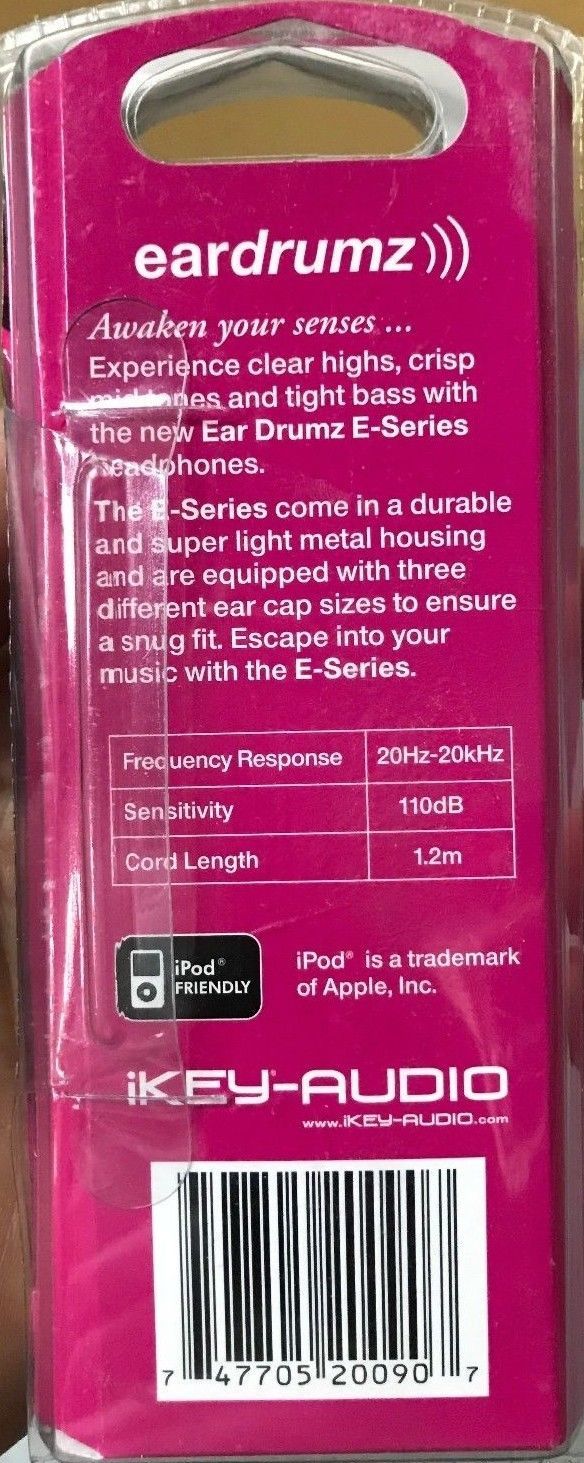 eardrumz)))
Awaken your senses ...
Experience clear highs, crisp
mid tones and tight bass with
the new Ear Drumz E-Series
headphones.
The E-Series come in a durable
and super light metal housing
and are equipped with three
different ear cap sizes to ensure
a snug fit. Escape into your
music with the E-Series.
Frequency Response 20Hz-20kHz
Sensitivity 110dB
Cord Length 1.2m
iPod®
FRIENDLY
iPod® is a trademark
of Apple, Inc.
iKEY-AUDIO
www.iKEY-AUDIO.com
7 47705 20090 7